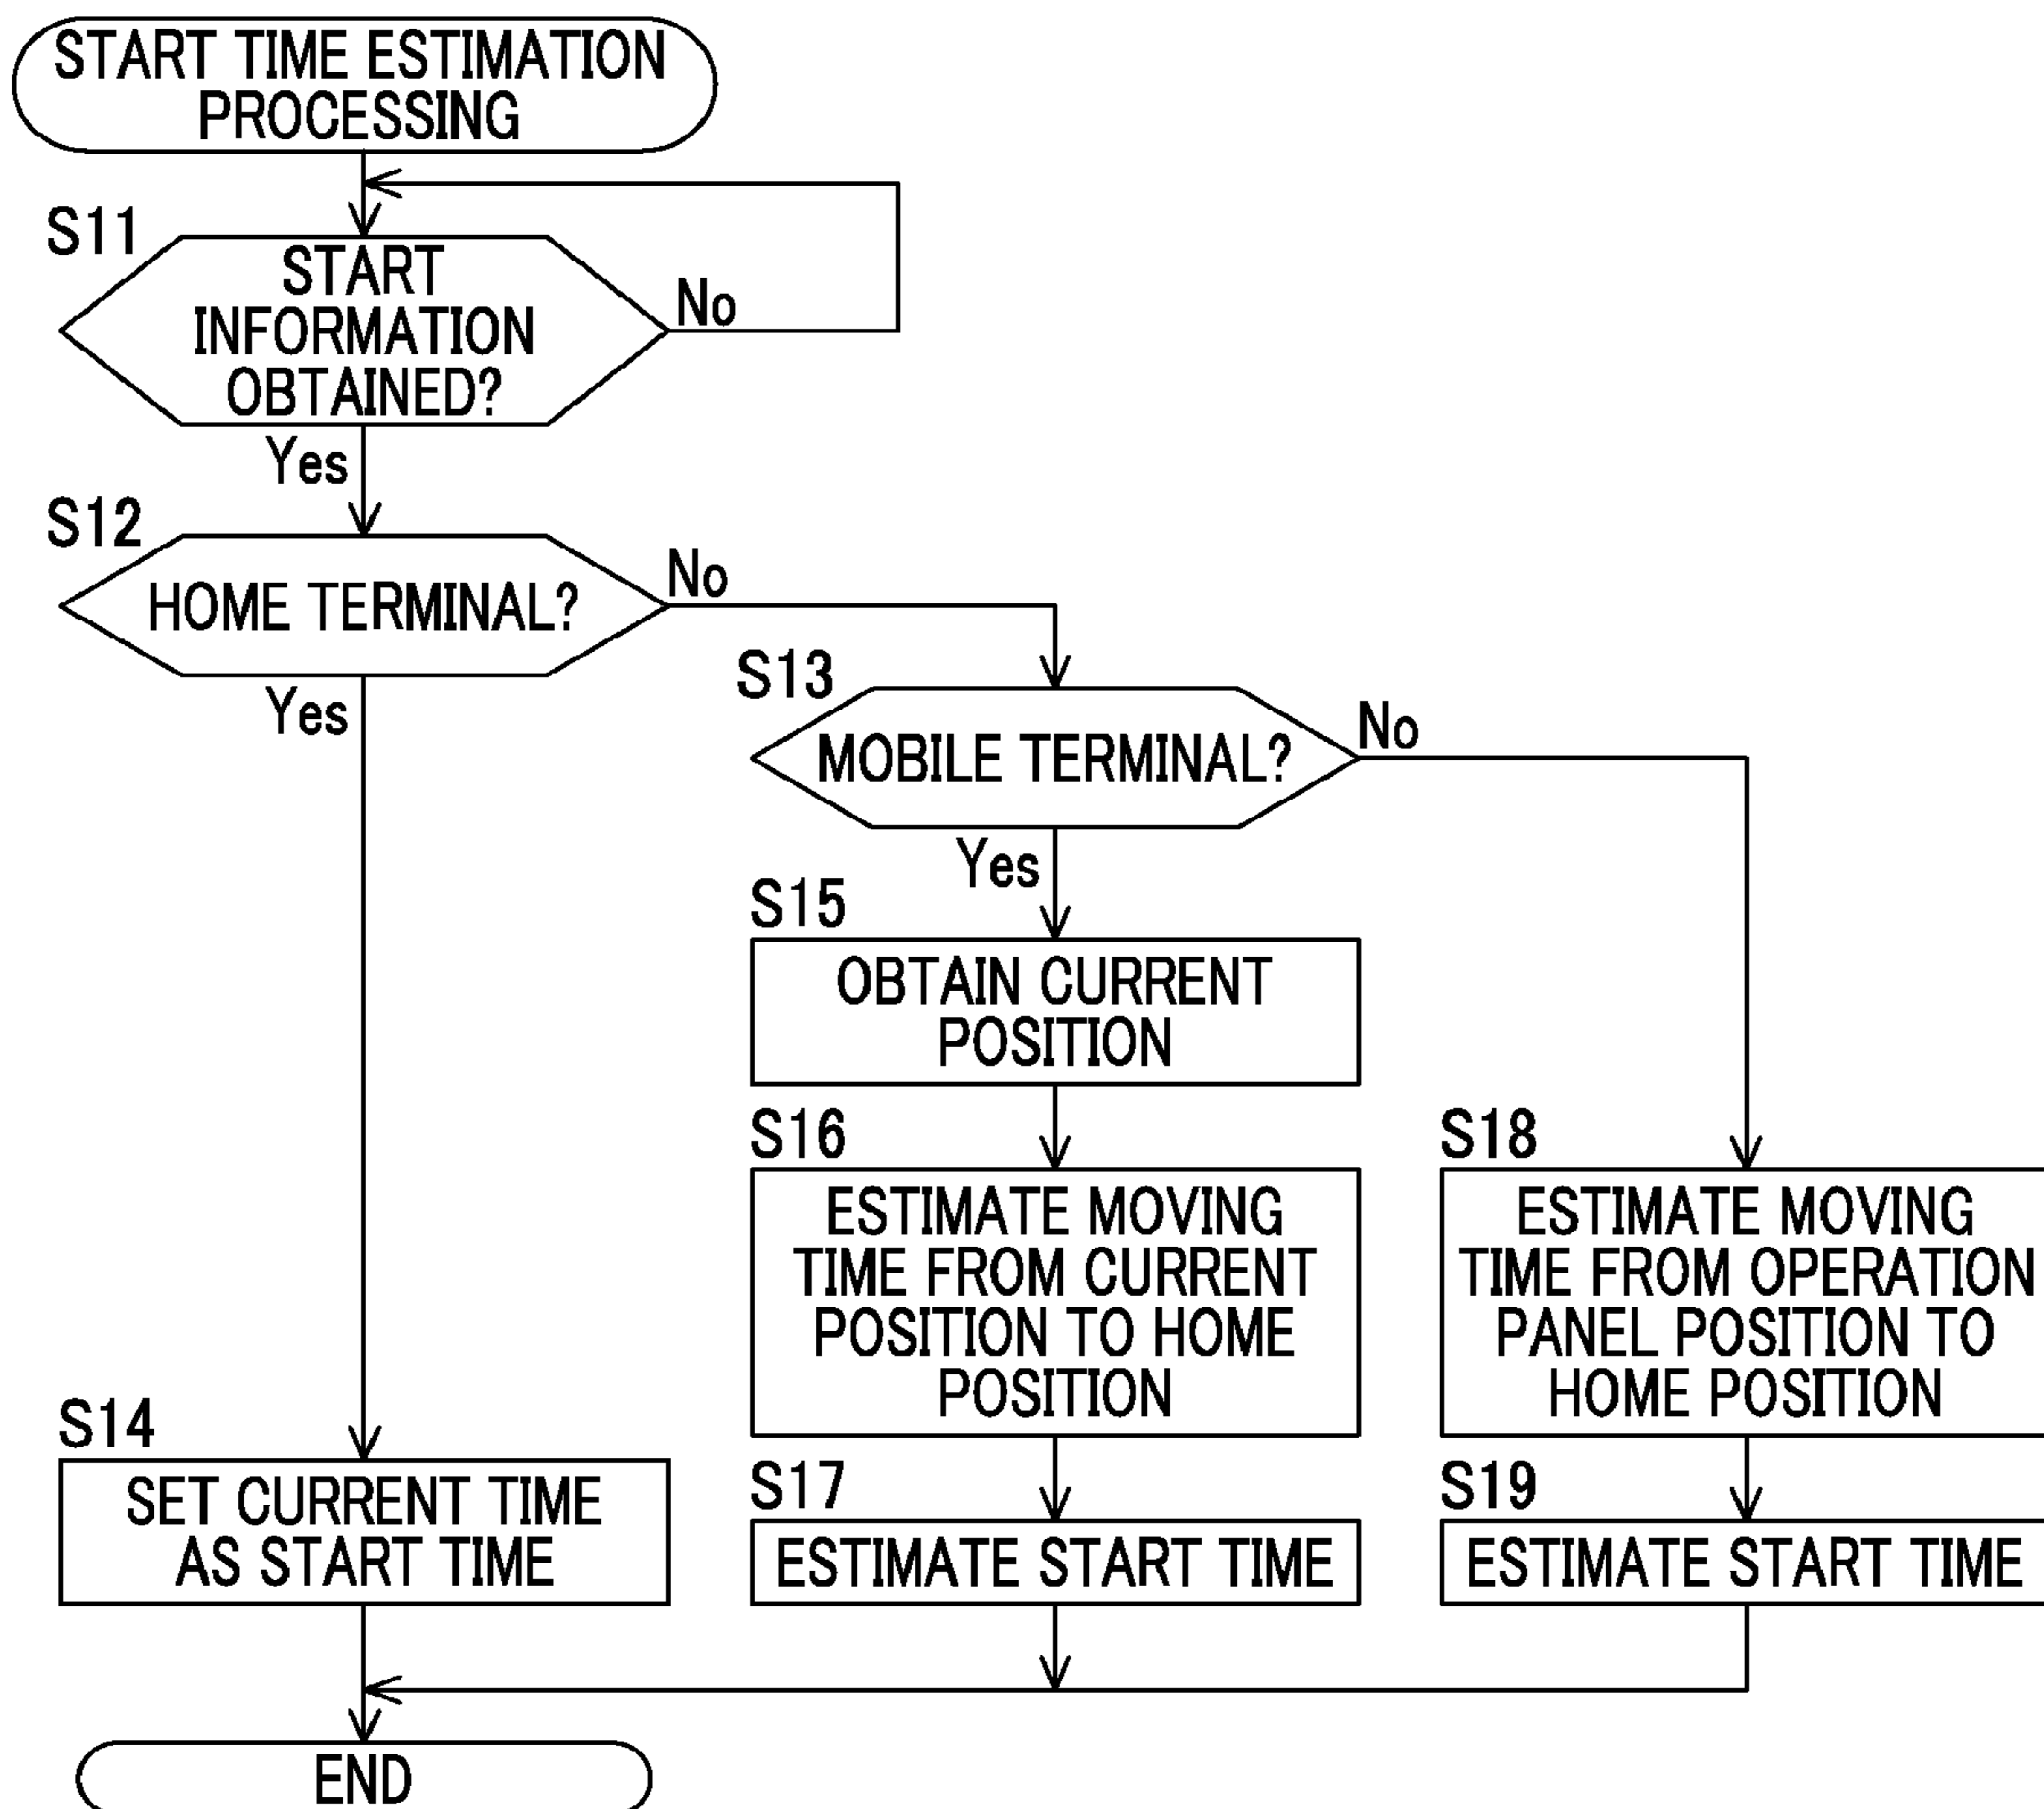 START TIME ESTIMATION
PROCESSING
S11
START
INFORMATION
OBTAINED?
No
Yes
S12
HOME TERMINAL?
No
Yes
S13
MOBILE TERMINAL?
No
Yes
S15
OBTAIN CURRENT
POSITION
S16
ESTIMATE MOVING
TIME FROM CURRENT
POSITION TO HOME
POSITION
S18
ESTIMATE MOVING
TIME FROM OPERATION
PANEL POSITION TO
HOME POSITION
S14
SET CURRENT TIME
AS START TIME
S17
ESTIMATE START TIME
S19
ESTIMATE START TIME
END